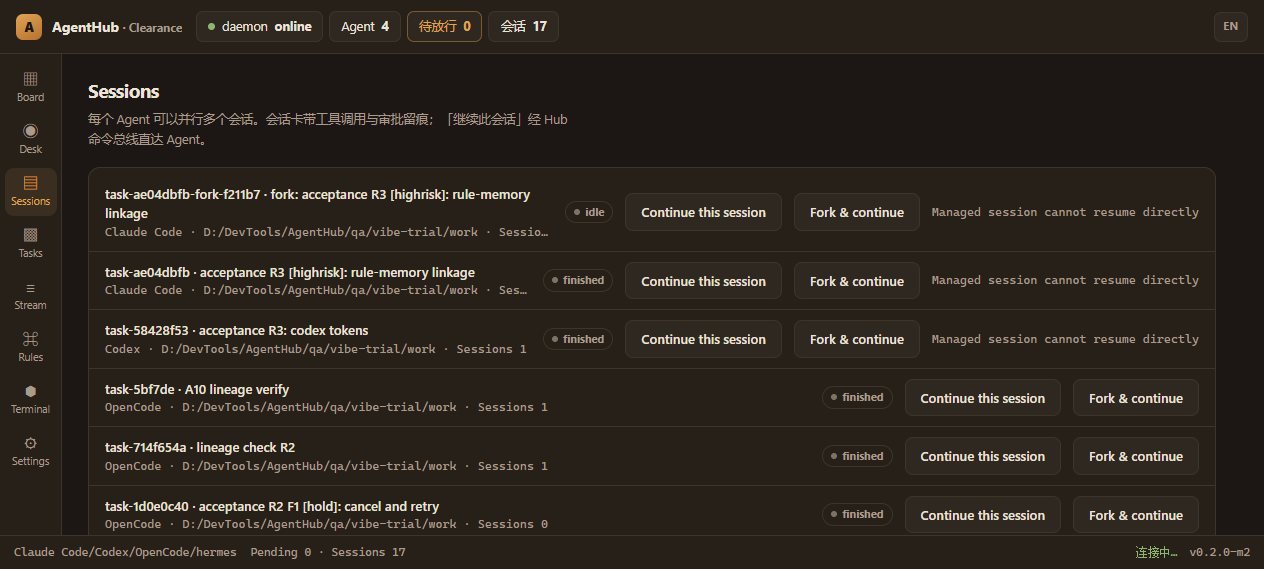 A AgentHub · Clearance daemon online Agent 4 待放行 0 会话 17 EN
Board
Desk
Sessions
Tasks
Stream
Rules
Terminal
Settings
Sessions
每个 Agent 可以并行多个会话。会话卡带工具调用与审批留痕；「继续此会话」经 Hub
命令总线直达 Agent。
task-ae04dbfb-fork-f211b7 · fork: acceptance R3 [highrisk]: rule-memory
linkage
Claude Code · D:/DevTools/AgentHub/qa/vibe-trial/work · Sessio…
idle Continue this session Fork & continue Managed session cannot resume directly
task-ae04dbfb · acceptance R3 [highrisk]: rule-memory linkage
Claude Code · D:/DevTools/AgentHub/qa/vibe-trial/work · Ses…
finished Continue this session Fork & continue Managed session cannot resume directly
task-58428f53 · acceptance R3: codex tokens
Codex · D:/DevTools/AgentHub/qa/vibe-trial/work · Sessions 1
finished Continue this session Fork & continue Managed session cannot resume directly
task-5bf7de · A10 lineage verify
OpenCode · D:/DevTools/AgentHub/qa/vibe-trial/work · Sessions 1
finished Continue this session Fork & continue
task-714f654a · lineage check R2
OpenCode · D:/DevTools/AgentHub/qa/vibe-trial/work · Sessions 1
finished Continue this session Fork & continue
task-1d0e0c40 · acceptance R2 F1 [hold]: cancel and retry
OpenCode · D:/DevTools/AgentHub/qa/vibe-trial/work · Sessions 0
finished Continue this session Fork & continue
Claude Code/Codex/OpenCode/hermes Pending 0 · Sessions 17 连接中… v0.2.0-m2